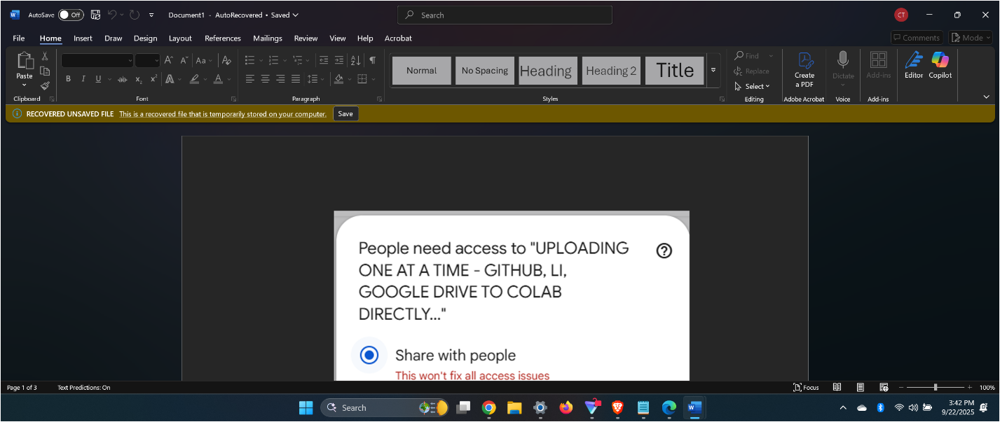 AutoSave Off Document1 - AutoRecovered • Saved Search CT
File Home Insert Draw Design Layout References Mailings Review View Help Acrobat Comments Mode
Paste
Clipboard
A A Aa A
B I U ab x₂ x² A A
Font
Paragraph
Normal No Spacing Heading Heading 2 Title
Styles
Find
Replace
Select
Editing
Create
a PDF
Adobe Acrobat
Dictate
Voice
Add-ins
Add-ins
Editor Copilot
RECOVERED UNSAVED FILE This is a recovered file that is temporarily stored on your computer. Save
People need access to "UPLOADING
ONE AT A TIME - GITHUB, LI,
GOOGLE DRIVE TO COLAB
DIRECTLY..."
Share with people
This won't fix all access issues
Page 1 of 3 Text Predictions: On Focus 100%
Search
3:42 PM
9/22/2025